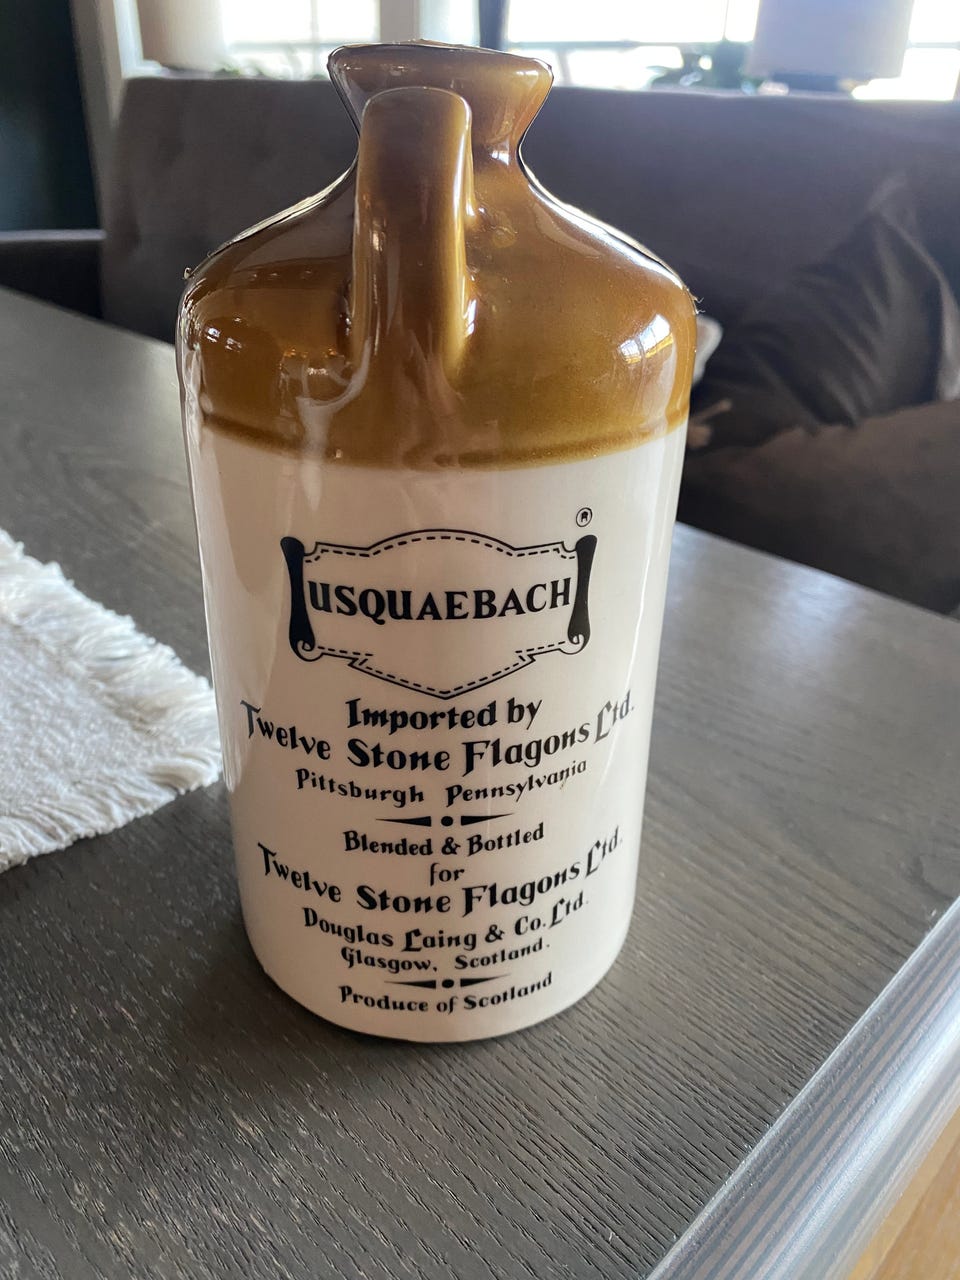 ®
USQUAEBACH
Imported by
Twelve Stone Flagons Ltd.
Pittsburgh Pennsylvania
Blended & Bottled
for
Twelve Stone Flagons Ltd.
Douglas Laing & Co. Ltd.
Glasgow, Scotland.
Produce of Scotland